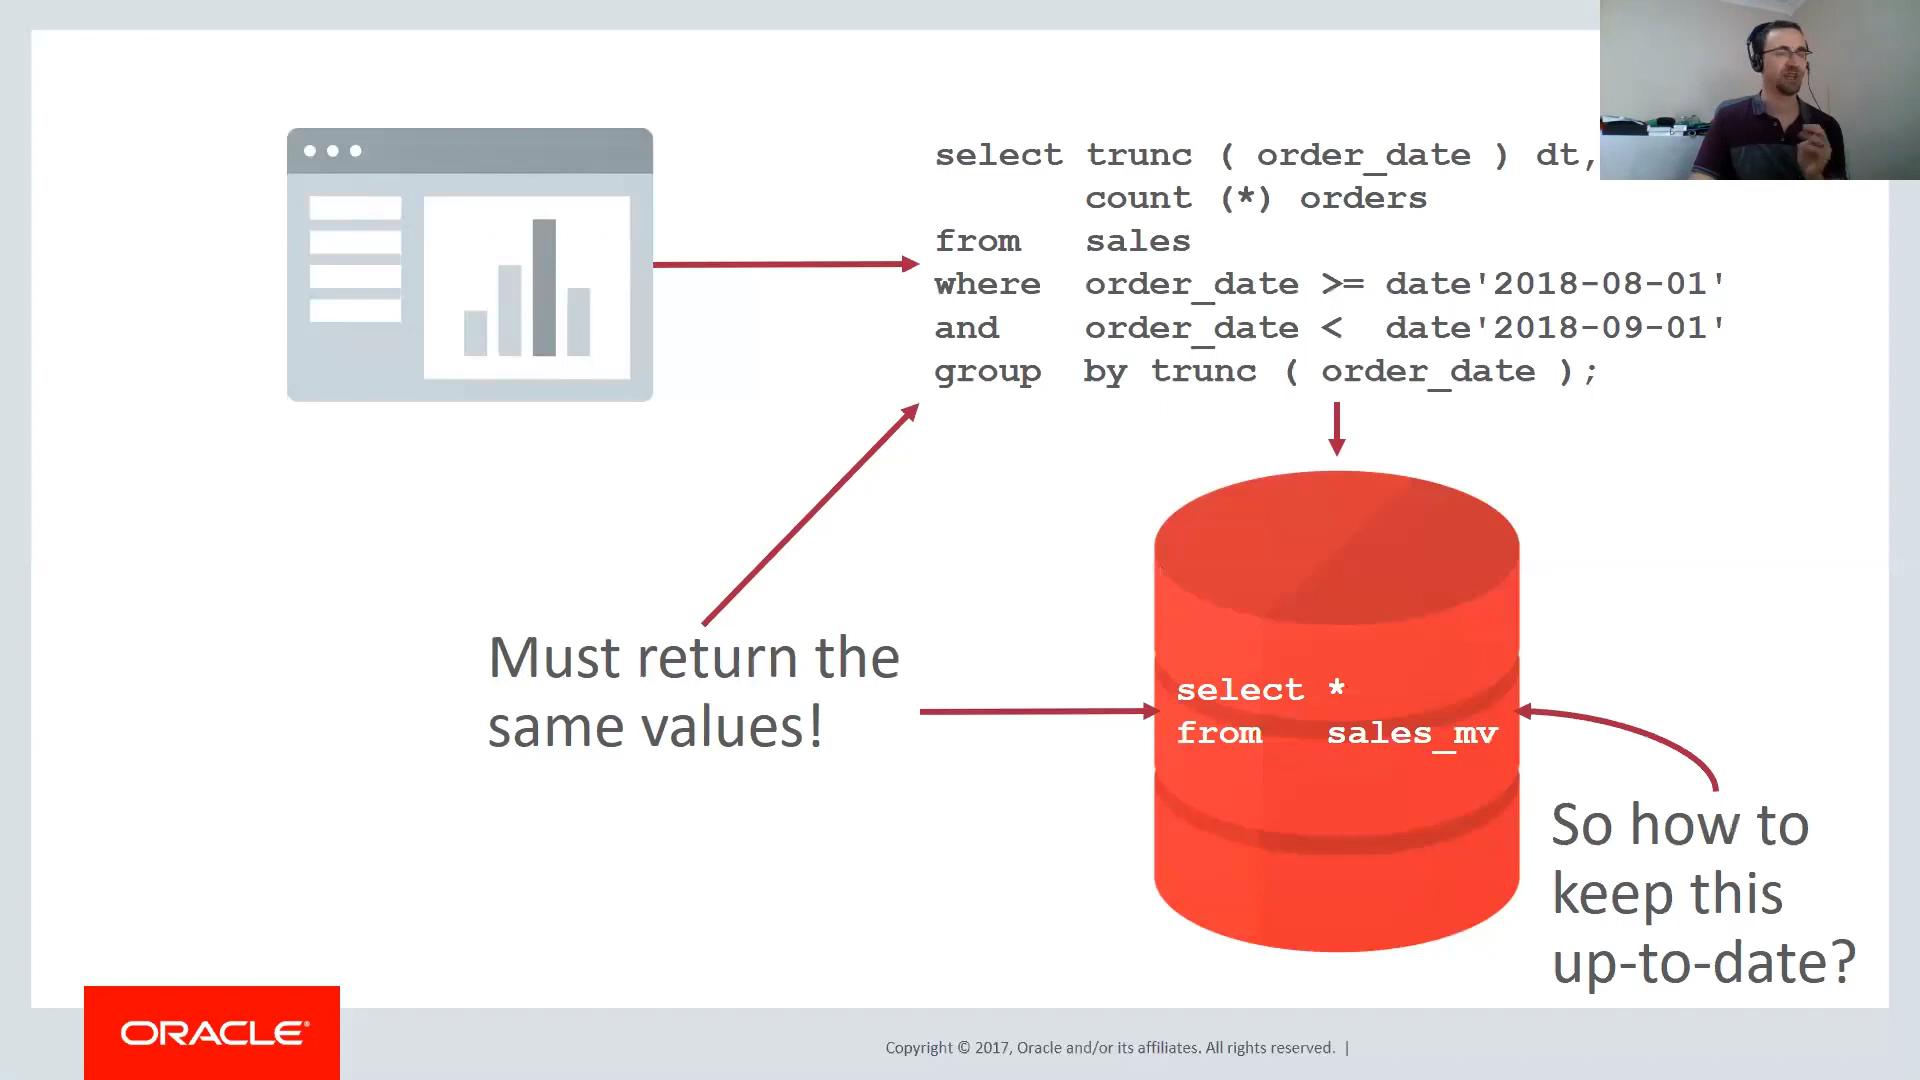 select trunc ( order_date ) dt,
count (*) orders
from sales
where order_date >= date'2018-08-01'
and order_date < date'2018-09-01'
group by trunc ( order_date );
Must return the
same values!
select *
from sales_mv
So how to
keep this
up-to-date?
ORACLE®
Copyright © 2017, Oracle and/or its affiliates. All rights reserved. |